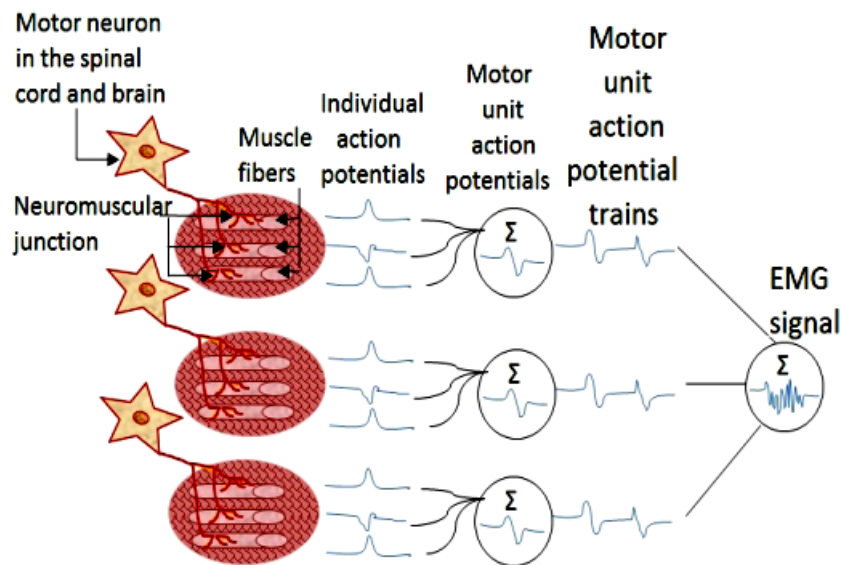 Motor neuron
in the spinal
cord and brain
Neuromuscular
junction
Muscle
fibers
Individual
action
potentials
Motor
unit
action
potentials
Motor
unit
action
potential
trains
EMG
signal
Σ
Σ
Σ
Σ